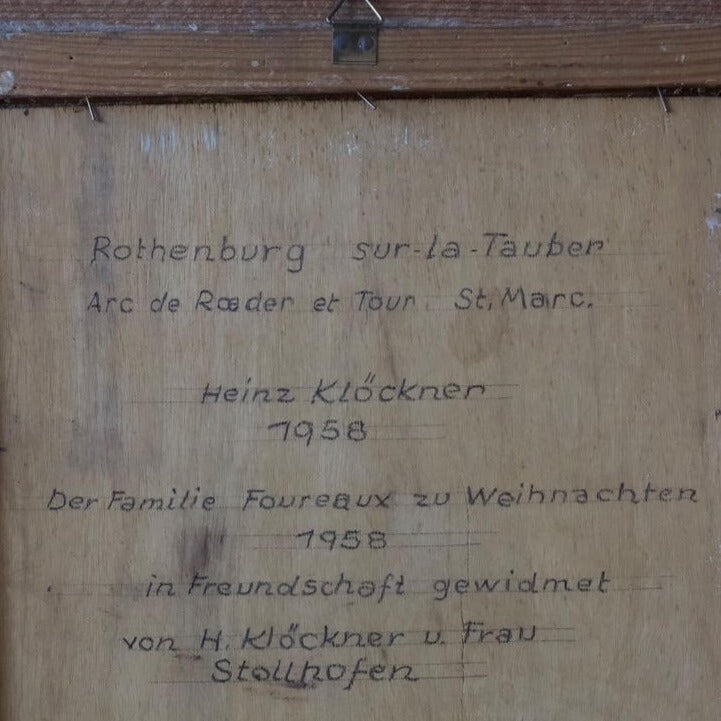 Rothenburg sur-la-Tauber
Arc de Rœder et Tour St, Marc.
Heinz Klöckner
1958
Der Familie Foureaux zu Weihnachten
1958
in Freundschaft gewidmet
von H. Klöckner u. Frau
Stollhofen